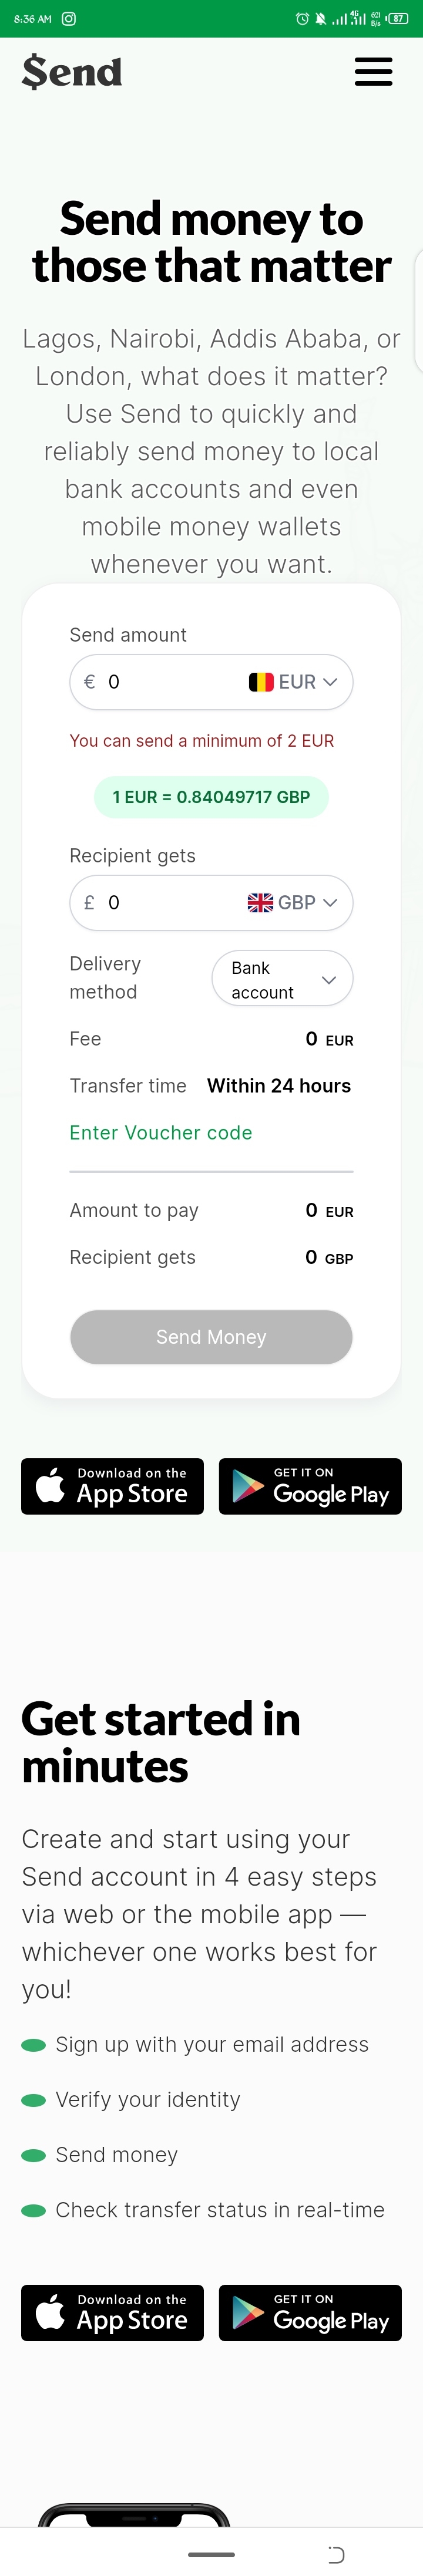 8:36 AM
4G
621
B/s
87
$end
Send money to
those that matter
Lagos, Nairobi, Addis Ababa, or
London, what does it matter?
Use Send to quickly and
reliably send money to local
bank accounts and even
mobile money wallets
whenever you want.
Send amount
€ 0 EUR
You can send a minimum of 2 EUR
1 EUR = 0.84049717 GBP
Recipient gets
£ 0 GBP
Delivery
method
Bank
account
Fee 0 EUR
Transfer time Within 24 hours
Enter Voucher code
Amount to pay 0 EUR
Recipient gets 0 GBP
Send Money
Download on the
App Store
GET IT ON
Google Play
Get started in
minutes
Create and start using your
Send account in 4 easy steps
via web or the mobile app —
whichever one works best for
you!
Sign up with your email address
Verify your identity
Send money
Check transfer status in real-time
Download on the
App Store
GET IT ON
Google Play